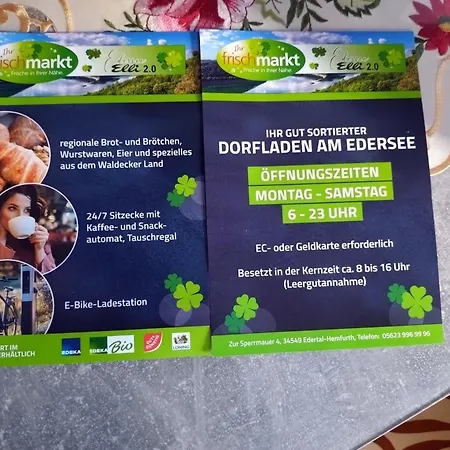 Ihr
frischmarkt
Frische in Ihrer Nähe.
Elli 2.0
regionale Brot- und Brötchen,
Wurstwaren, Eier und spezielles
aus dem Waldecker Land
24/7 Sitzecke mit
Kaffee- und Snack-
automat, Tauschregal
E-Bike-Ladestation
RT IM
ERHÄLTLICH
EDEKA
EDEKA Bio
Ihr
frischmarkt
Frische in Ihrer Nähe.
Elli 2.0
IHR GUT SORTIERTER
DORFLADEN AM EDERSEE
ÖFFNUNGSZEITEN
MONTAG - SAMSTAG
6 - 23 UHR
EC- oder Geldkarte erforderlich
Besetzt in der Kernzeit ca. 8 bis 16 Uhr
(Leergutannahme)
Zur Sperrmauer 4, 34549 Edertal-Hemfurth, Telefon: 05623 996 99 96